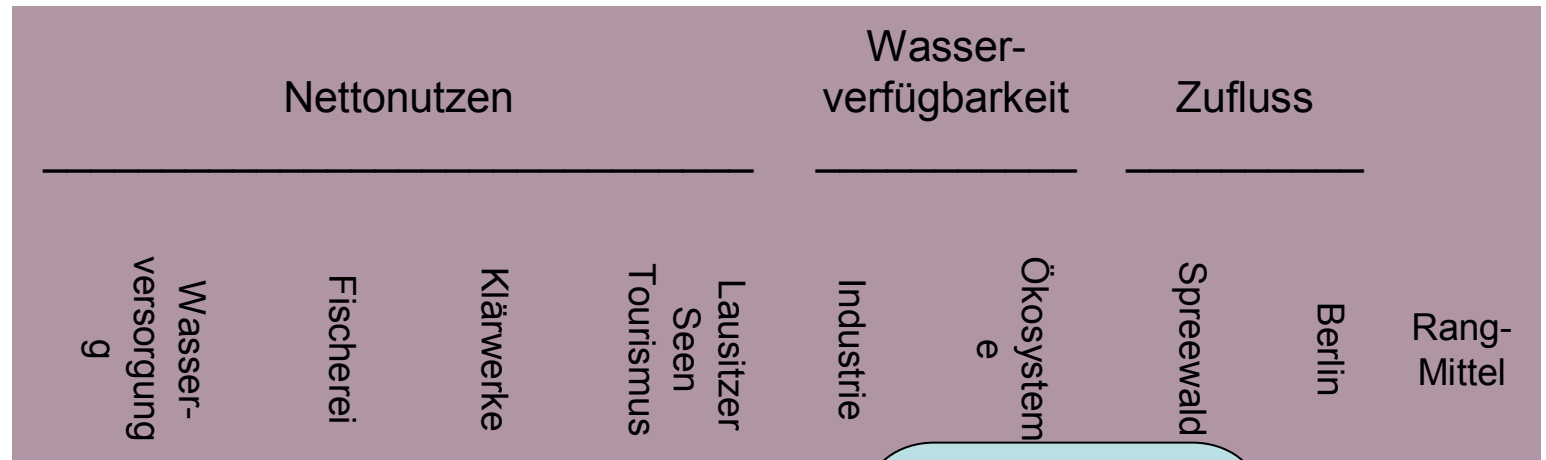 Nettonutzen
Wasser-
verfügbarkeit
Zufluss
Wasser-
versorgung
g
Fischerei
Klärwerke
Lausitzer
Seen
Tourismus
Industrie
Ökosystem
e
Spreewald
Berlin
Rang-
Mittel